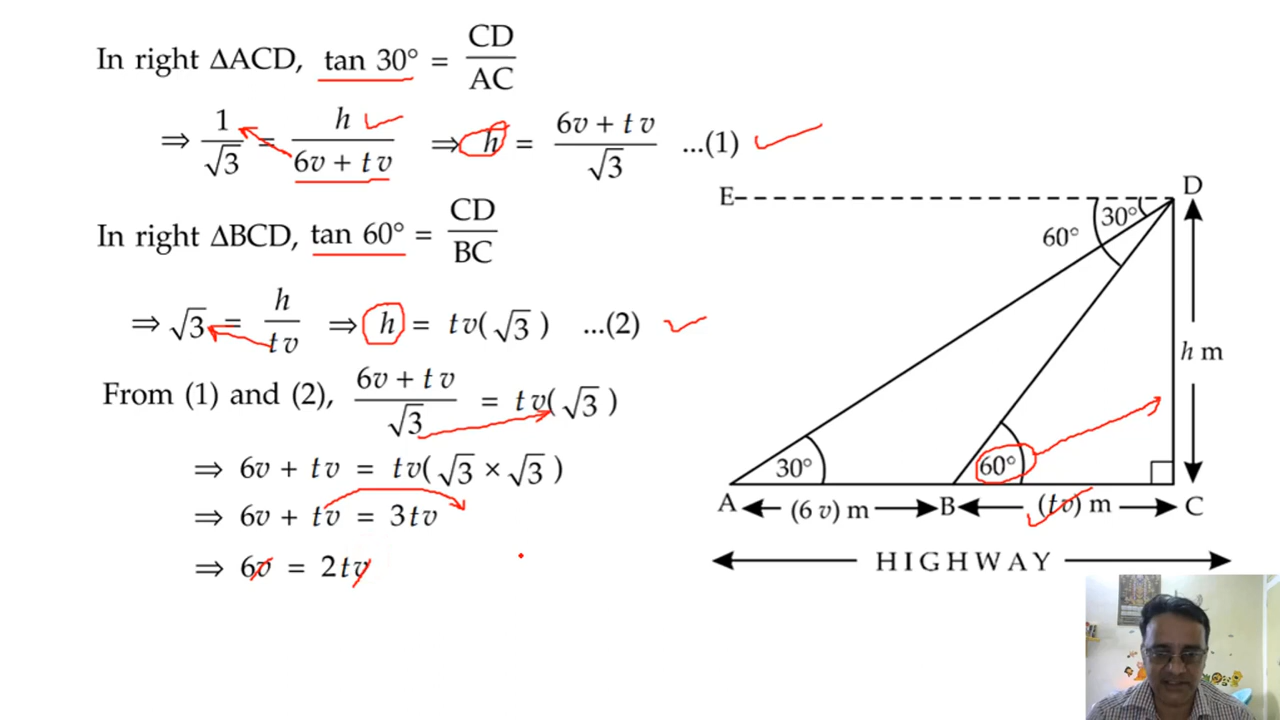 In right ΔACD, tan 30° = CD/AC
⇒ 1/√3 = h/(6v + tv) ⇒ h = (6v + tv)/√3 ...(1)
In right ΔBCD, tan 60° = CD/BC
⇒ √3 = h/tv ⇒ h = tv(√3) ...(2)
From (1) and (2), (6v + tv)/√3 = tv(√3)
⇒ 6v + tv = tv(√3 × √3)
⇒ 6v + tv = 3tv
⇒ 6v = 2tv
E D
30°
60°
h m
30° 60°
A (6 v) m B (tv) m C
HIGHWAY